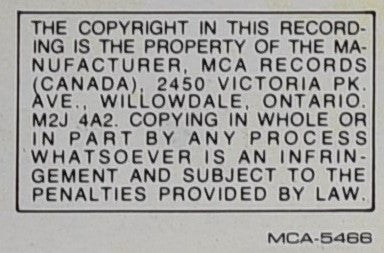 THE COPYRIGHT IN THIS RECORD-
ING IS THE PROPERTY OF THE MA-
NUFACTURER, MCA RECORDS
(CANADA), 2450 VICTORIA PK.
AVE., WILLOWDALE, ONTARIO.
M2J 4A2. COPYING IN WHOLE OR
IN PART BY ANY PROCESS
WHATSOEVER IS AN INFRIN-
GEMENT AND SUBJECT TO THE
PENALTIES PROVIDED BY LAW.
MCA-5466